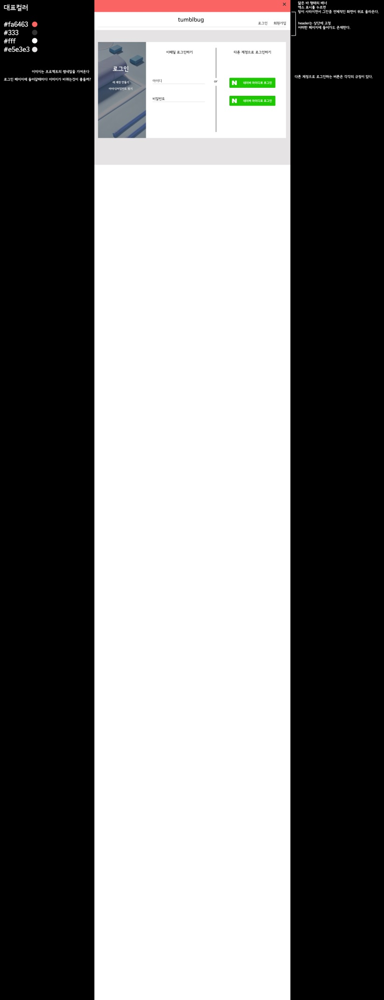 대표컬러
#fa6463
#333
#fff
#e5e3e3
이미지는 프로젝트의 썸네일을 가져온다
로그인 페이지에 들어갈때마다 이미지가 바뀌는것이 좋을까?
×
tumblbug
로그인 회원가입
로그인
새 계정 만들기
아이디/비밀번호 찾기
이메일 로그인하기
아이디
비밀번호
or
다른 계정으로 로그인하기
N 네이버 아이디로 로그인
N 네이버 아이디로 로그인
얇은 바 형태의 배너
엑스 표시를 누르면
창이 사라지면서 그만큼 전체적인 화면이 위로 올라온다.
header는 상단에 고정
어떠한 페이지에 들어가도 존재한다.
다른 계정으로 로그인하는 버튼은 각각의 규정이 있다.